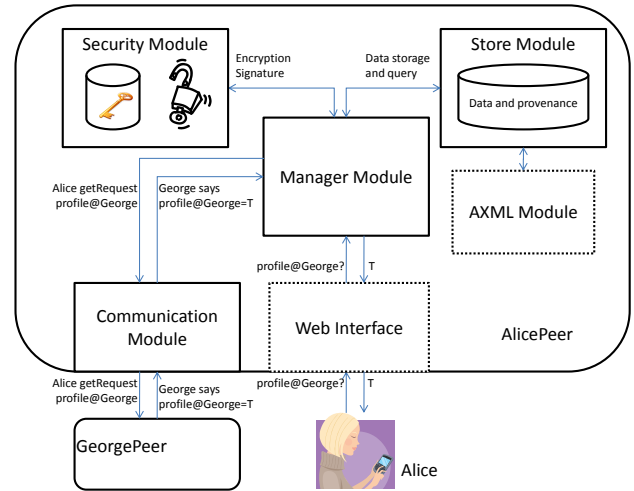 Security Module
Encryption
Signature
Data storage
and query
Store Module
Data and provenance
Manager Module
AXML Module
Alice getRequest
profile@George
George says
profile@George=T
profile@George?
T
Communication
Module
Web Interface
AlicePeer
Alice getRequest
profile@George
George says
profile@George=T
profile@George?
T
GeorgePeer
Alice